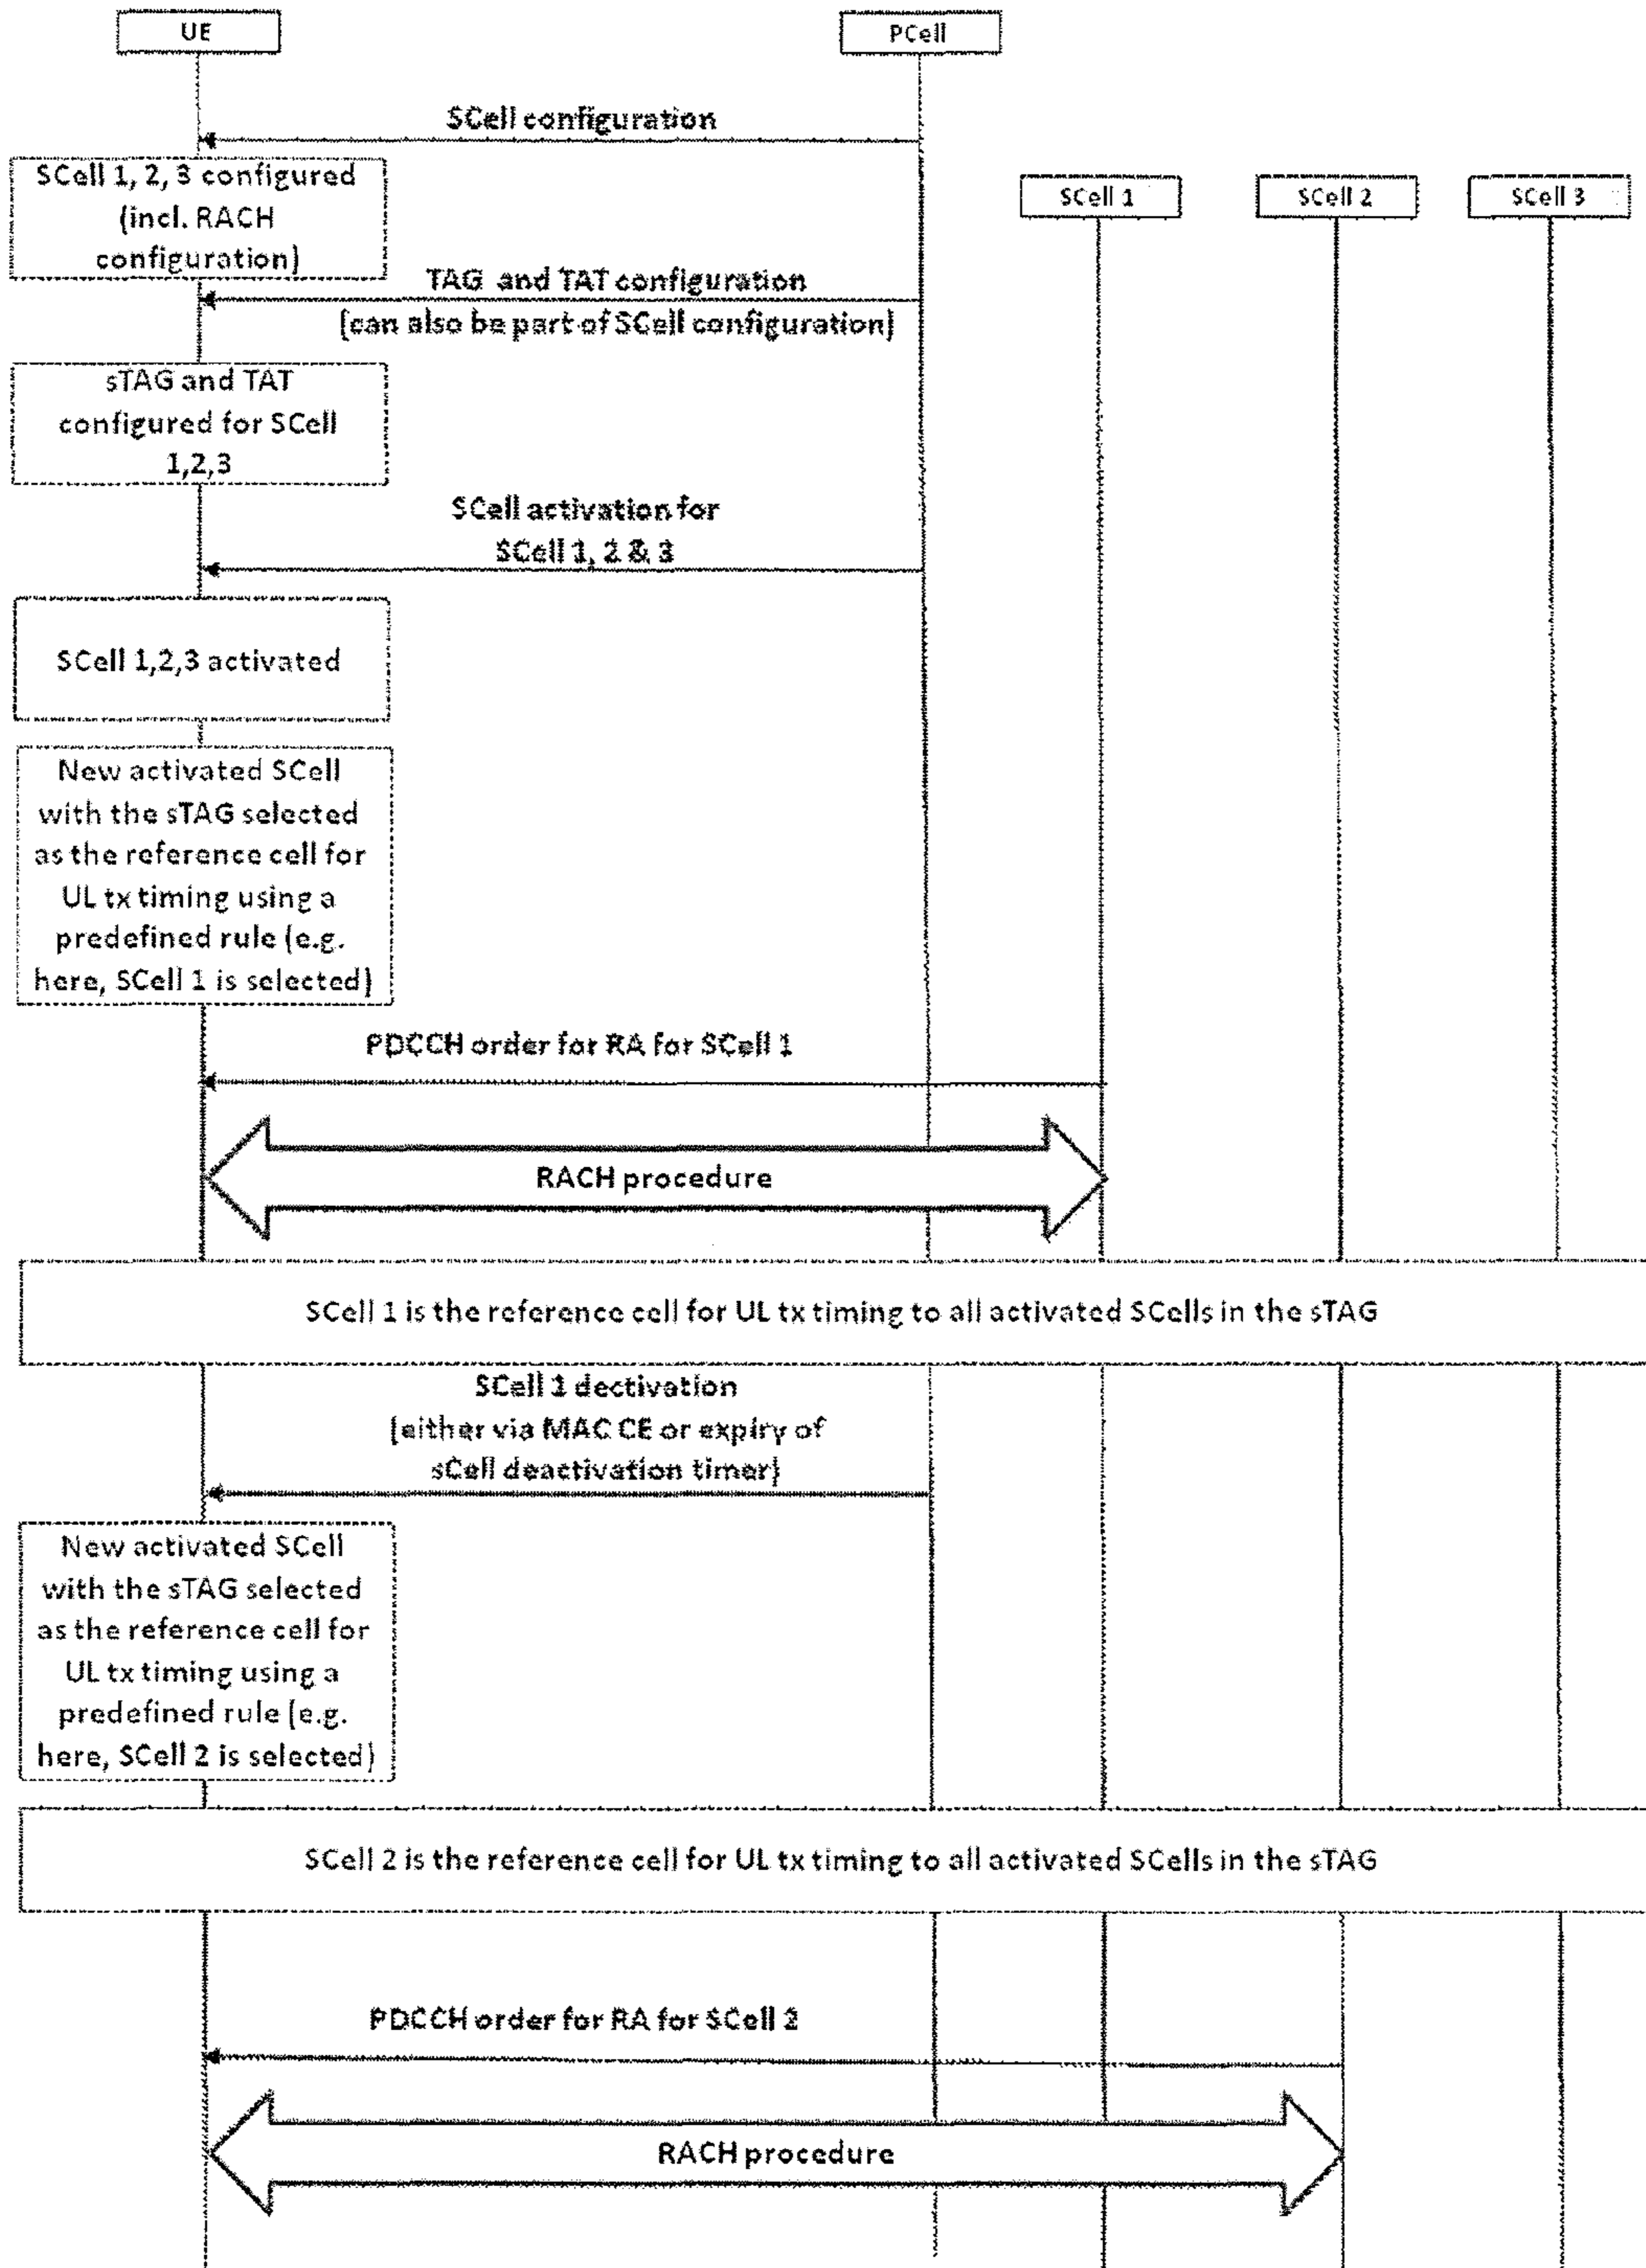 UE
PCell
SCell configuration
SCell 1, 2, 3 configured
(incl. RACH
configuration)
SCell 1
SCell 2
SCell 3
TAG and TAT configuration
(can also be part of SCell configuration)
sTAG and TAT
configured for SCell
1,2,3
SCell activation for
SCell 1, 2 & 3
SCell 1,2,3 activated
New activated SCell
with the sTAG selected
as the reference cell for
UL tx timing using a
predefined rule (e.g.
here, SCell 1 is selected)
PDCCH order for RA for SCell 1
RACH procedure
SCell 1 is the reference cell for UL tx timing to all activated SCells in the sTAG
SCell 1 dectivation
(either via MAC CE or expiry of
sCell deactivation timer)
New activated SCell
with the sTAG selected
as the reference cell for
UL tx timing using a
predefined rule (e.g.
here, SCell 2 is selected)
SCell 2 is the reference cell for UL tx timing to all activated SCells in the sTAG
PDCCH order for RA for SCell 2
RACH procedure